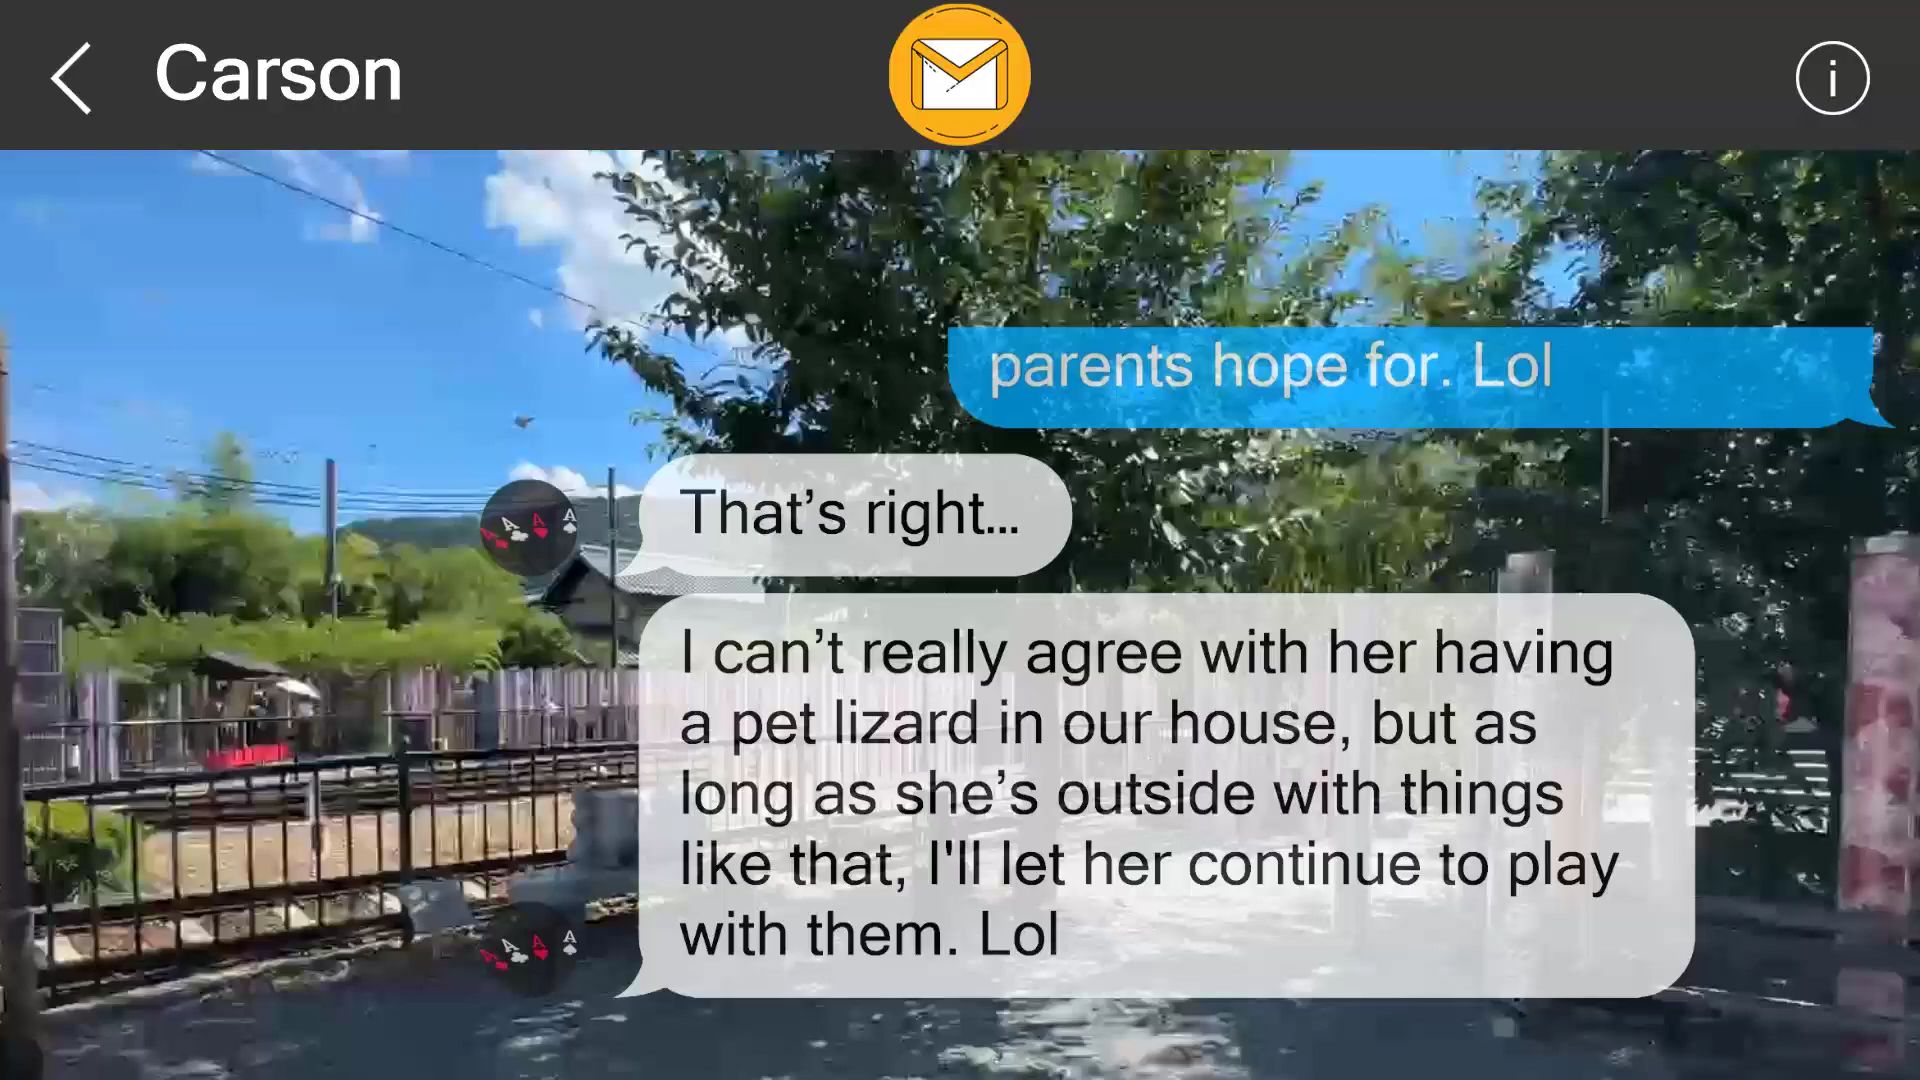 Carson
parents hope for. Lol
That’s right...
I can’t really agree with her having
a pet lizard in our house, but as
long as she’s outside with things
like that, I'll let her continue to play
with them. Lol
A A A A
A A A A